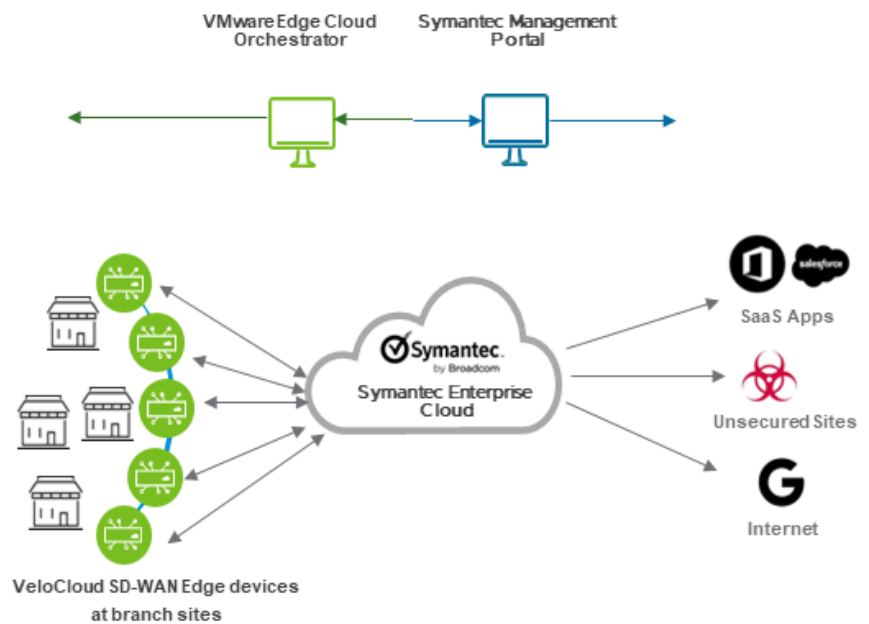 VMware Edge Cloud
Orchestrator
Symantec Management
Portal
salesforce
SaaS Apps
Symantec.
by Broadcom
Symantec Enterprise
Cloud
Unsecured Sites
G
Internet
VeloCloud SD-WAN Edge devices
at branch sites